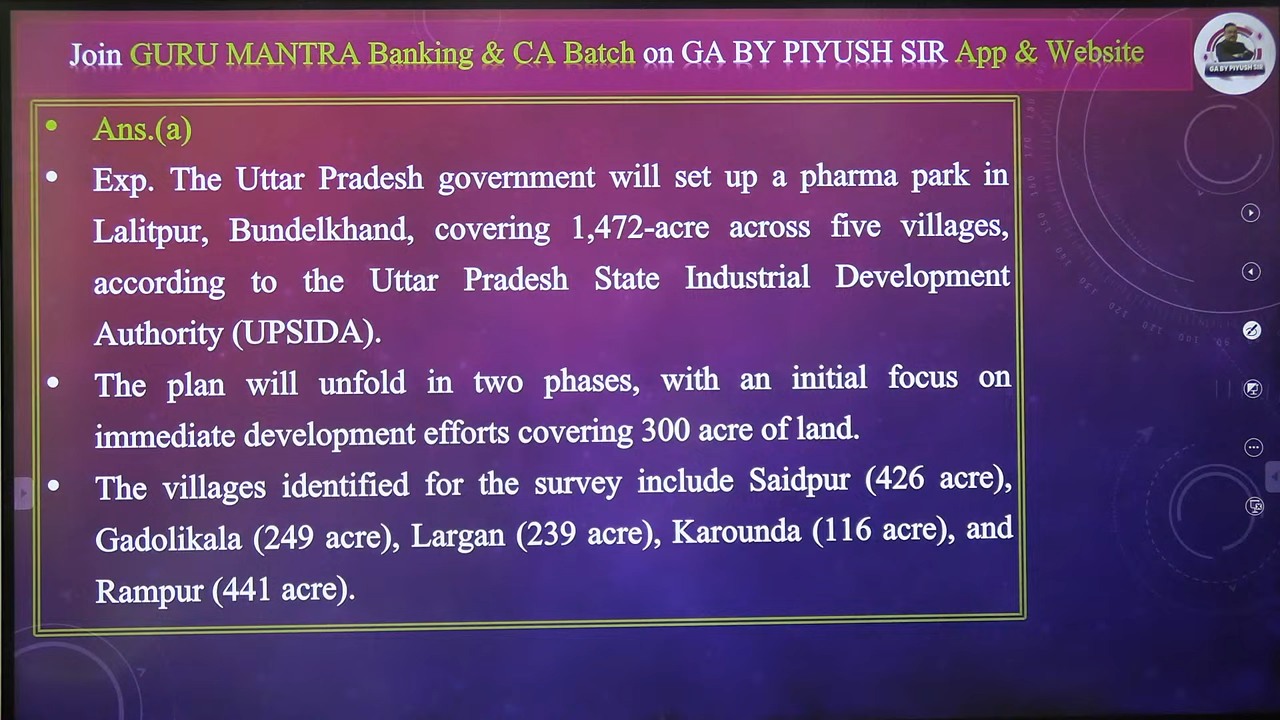 Join GURU MANTRA Banking & CA Batch on GA BY PIYUSH SIR App & Website
GA BY PIYUSH SIR
Ans.(a)
Exp. The Uttar Pradesh government will set up a pharma park in
Lalitpur, Bundelkhand, covering 1,472-acre across five villages,
according to the Uttar Pradesh State Industrial Development
Authority (UPSIDA).
The plan will unfold in two phases, with an initial focus on
immediate development efforts covering 300 acre of land.
The villages identified for the survey include Saidpur (426 acre),
Gadolikala (249 acre), Largan (239 acre), Karounda (116 acre), and
Rampur (441 acre).